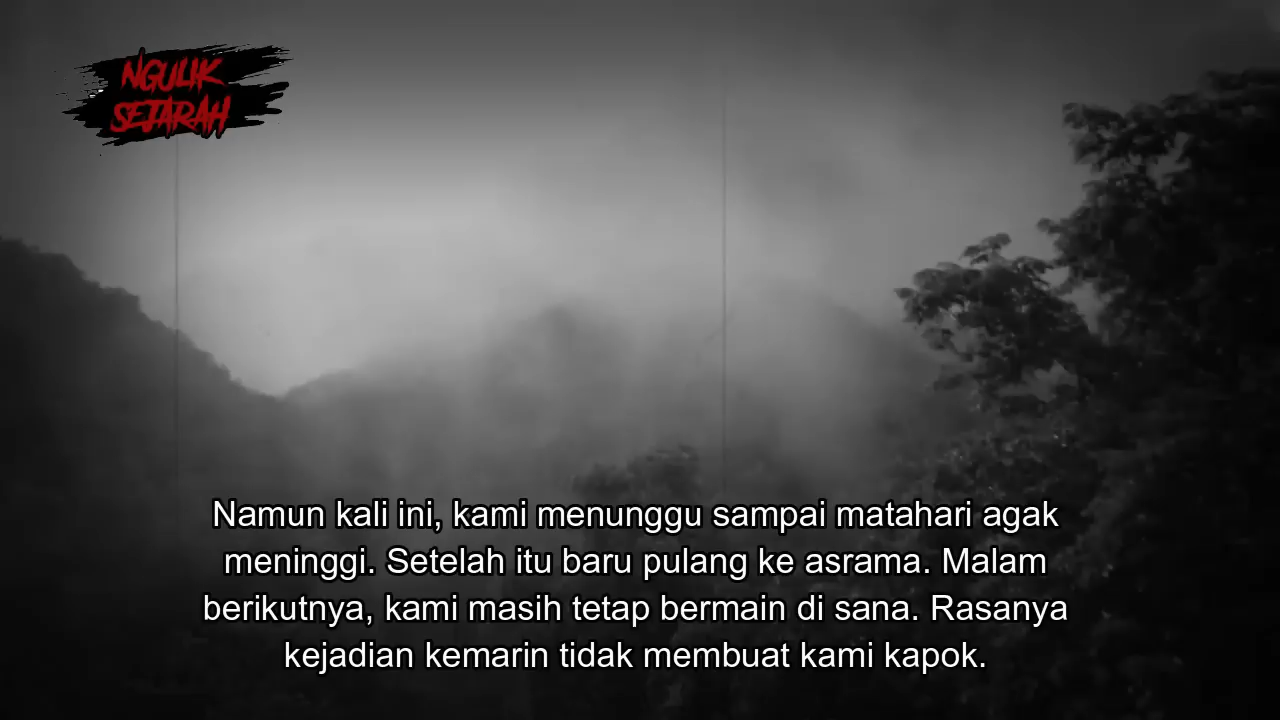 NGULIK
SEJARAH
Namun kali ini, kami menunggu sampai matahari agak
meninggi. Setelah itu baru pulang ke asrama. Malam
berikutnya, kami masih tetap bermain di sana. Rasanya
kejadian kemarin tidak membuat kami kapok.